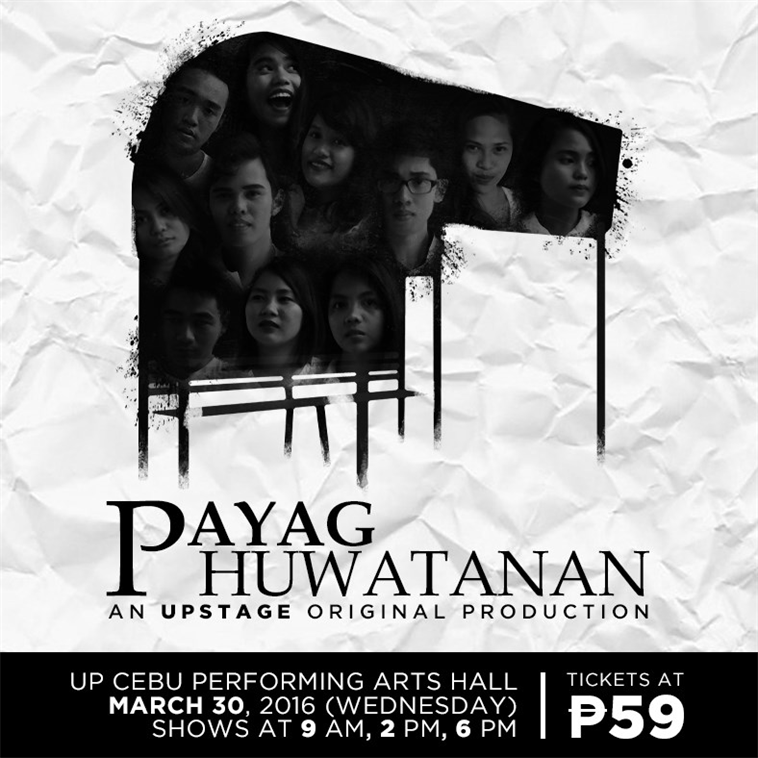 PAYAG
HUWATANAN
AN UPSTAGE ORIGINAL PRODUCTION
UP CEBU PERFORMING ARTS HALL
MARCH 30, 2016 (WEDNESDAY)
SHOWS AT 9 AM, 2 PM, 6 PM
TICKETS AT
₱59